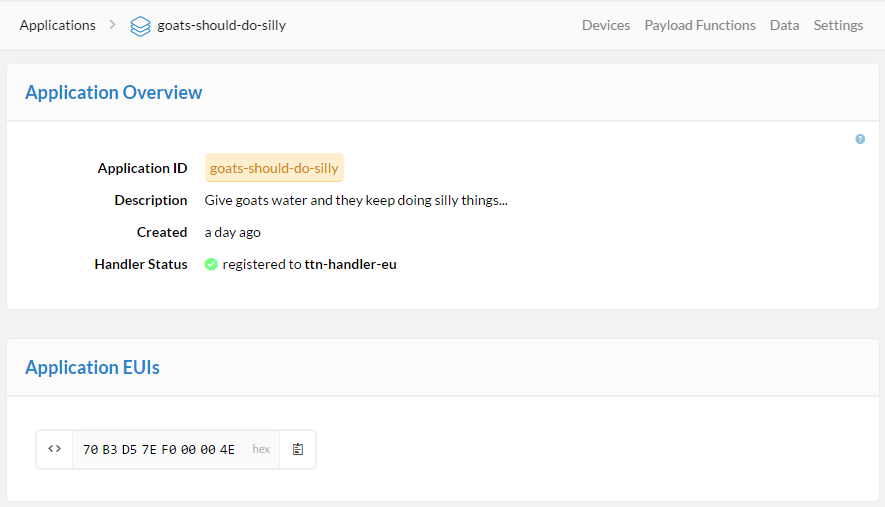 Applications > goats-should-do-silly Devices Payload Functions Data Settings
Application Overview
?
Application ID goats-should-do-silly
Description Give goats water and they keep doing silly things...
Created a day ago
Handler Status registered to ttn-handler-eu
Application EUIs
<> 70 B3 D5 7E F0 00 00 4E hex